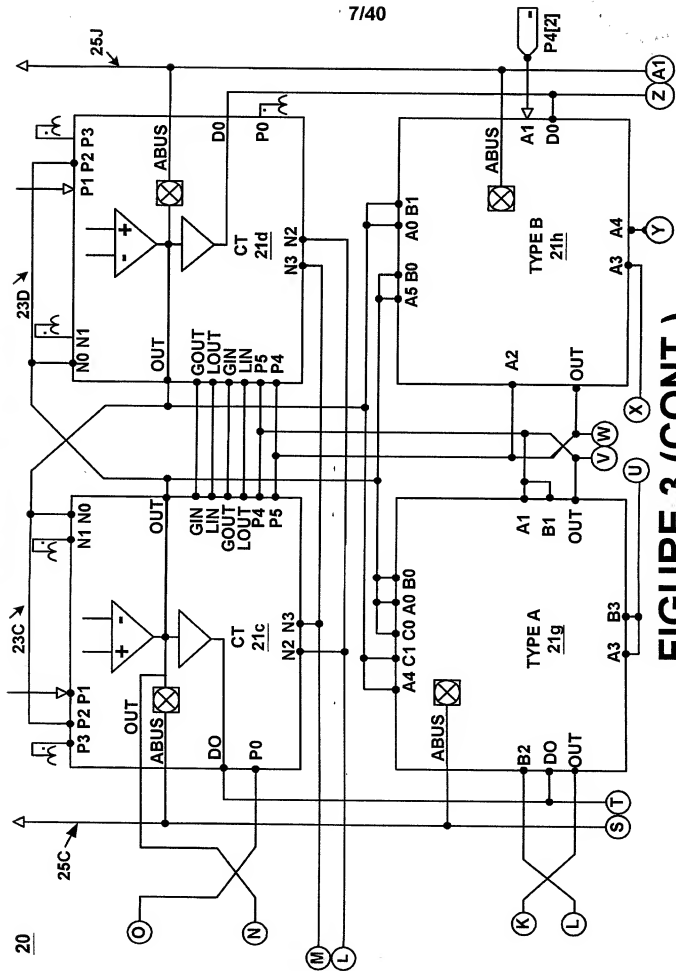 7/40
20
25C
23C
23D
25J
P3 P2 P1
N1 N0
OUT
ABUS
OUT
DO
P0
CT
21c
N2 N3
GIN
LIN
GOUT
LOUT
P4
P5
N0 N1
P1 P2 P3
OUT
ABUS
D0
P0
GOUT
LOUT
GIN
LIN
P5
P4
CT
21d
N3 N2
O
N
M
L
A4 C1 C0 A0 B0
ABUS
TYPE A
21g
A1
B1
OUT
B2
DO
OUT
A3 B3
K
L
S
T
U
V
W
A5 B0 A0 B1
ABUS
A2
TYPE B
21h
A1
D0
OUT
A3 A4
P4[2]
X
Y
Z
A1
FIGURE 3 (CONT.)